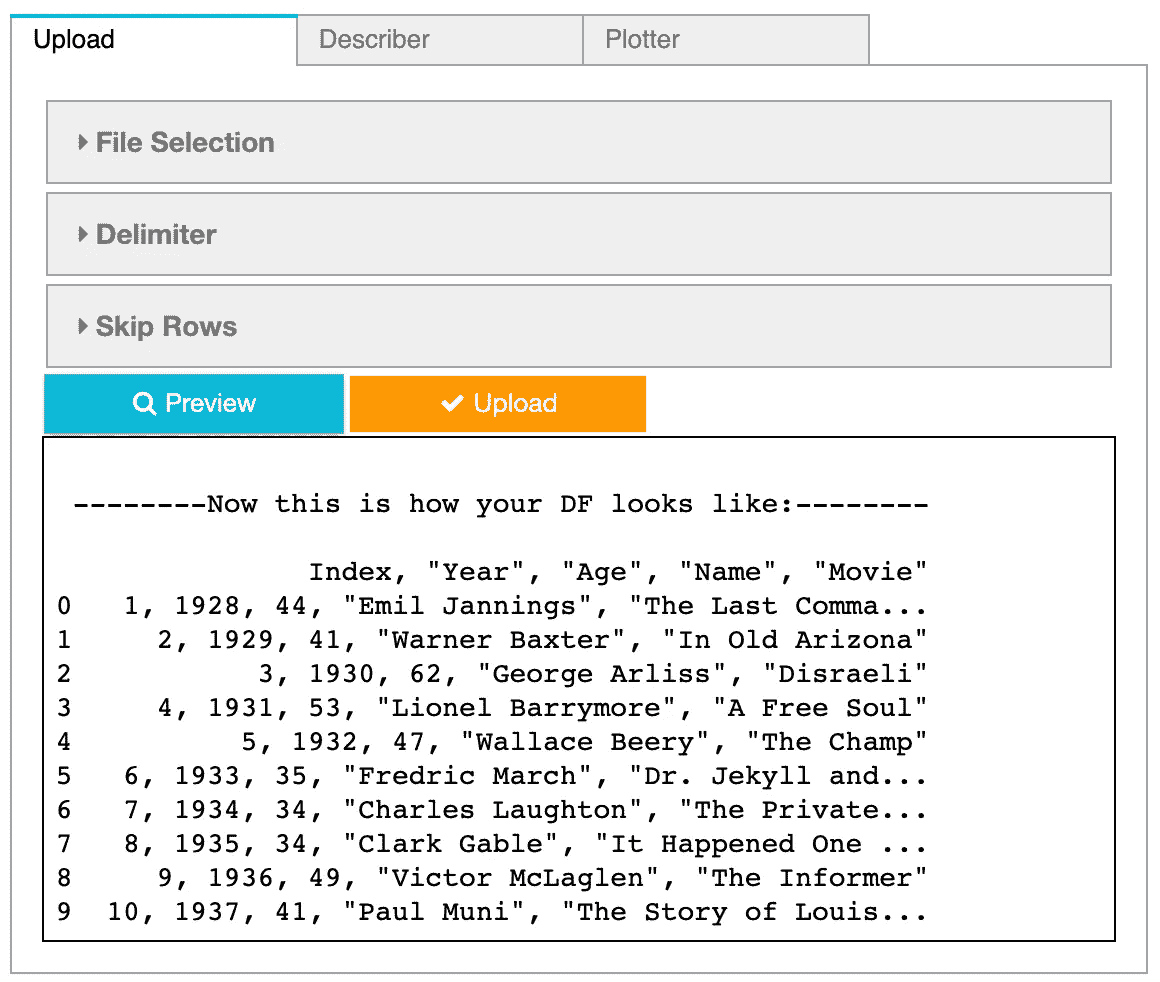 Upload Describer Plotter
File Selection
Delimiter
Skip Rows
Preview Upload
--------Now this is how your DF looks like:--------
Index, "Year", "Age", "Name", "Movie"
0 1, 1928, 44, "Emil Jannings", "The Last Comma...
1 2, 1929, 41, "Warner Baxter", "In Old Arizona"
2 3, 1930, 62, "George Arliss", "Disraeli"
3 4, 1931, 53, "Lionel Barrymore", "A Free Soul"
4 5, 1932, 47, "Wallace Beery", "The Champ"
5 6, 1933, 35, "Fredric March", "Dr. Jekyll and...
6 7, 1934, 34, "Charles Laughton", "The Private...
7 8, 1935, 34, "Clark Gable", "It Happened One ...
8 9, 1936, 49, "Victor McLaglen", "The Informer"
9 10, 1937, 41, "Paul Muni", "The Story of Louis...